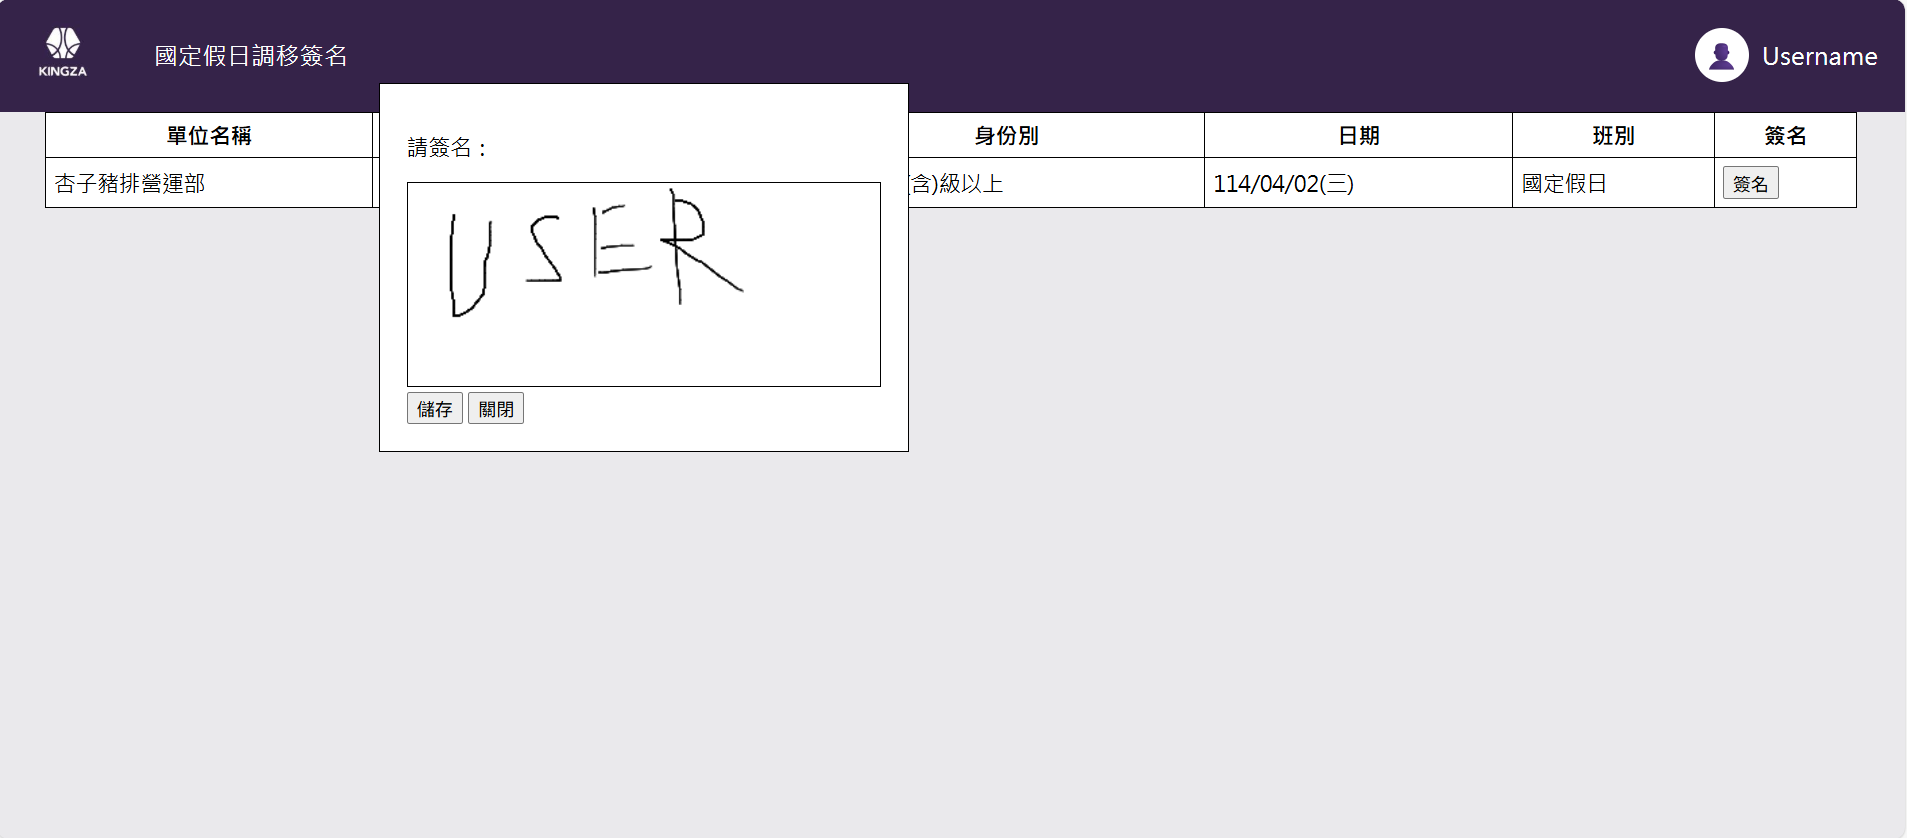 KINGZA
國定假日調移簽名
Username
單位名稱 身份別 日期 班別 簽名
杏子豬排營運部 (含)級以上 114/04/02(三) 國定假日 簽名
請簽名：
USER
儲存 關閉